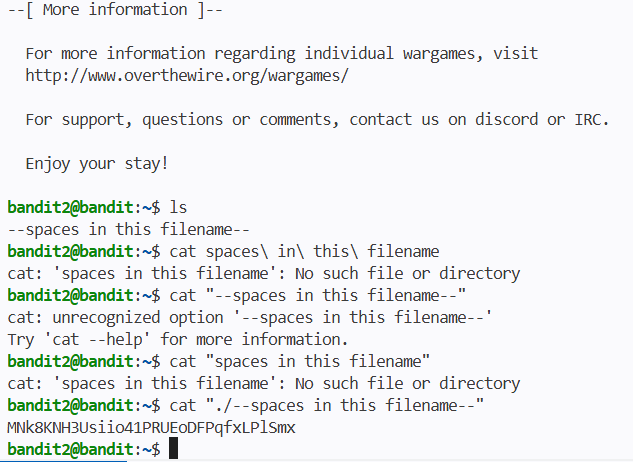 --[ More information ]--
For more information regarding individual wargames, visit
http://www.overthewire.org/wargames/
For support, questions or comments, contact us on discord or IRC.
Enjoy your stay!
bandit2@bandit:~$ ls
--spaces in this filename--
bandit2@bandit:~$ cat spaces\ in\ this\ filename
cat: 'spaces in this filename': No such file or directory
bandit2@bandit:~$ cat "--spaces in this filename--"
cat: unrecognized option '--spaces in this filename--'
Try 'cat --help' for more information.
bandit2@bandit:~$ cat "spaces in this filename"
cat: 'spaces in this filename': No such file or directory
bandit2@bandit:~$ cat "./--spaces in this filename--"
MNk8KNH3Usiio41PRUEoDFPqfxLPlSmx
bandit2@bandit:~$